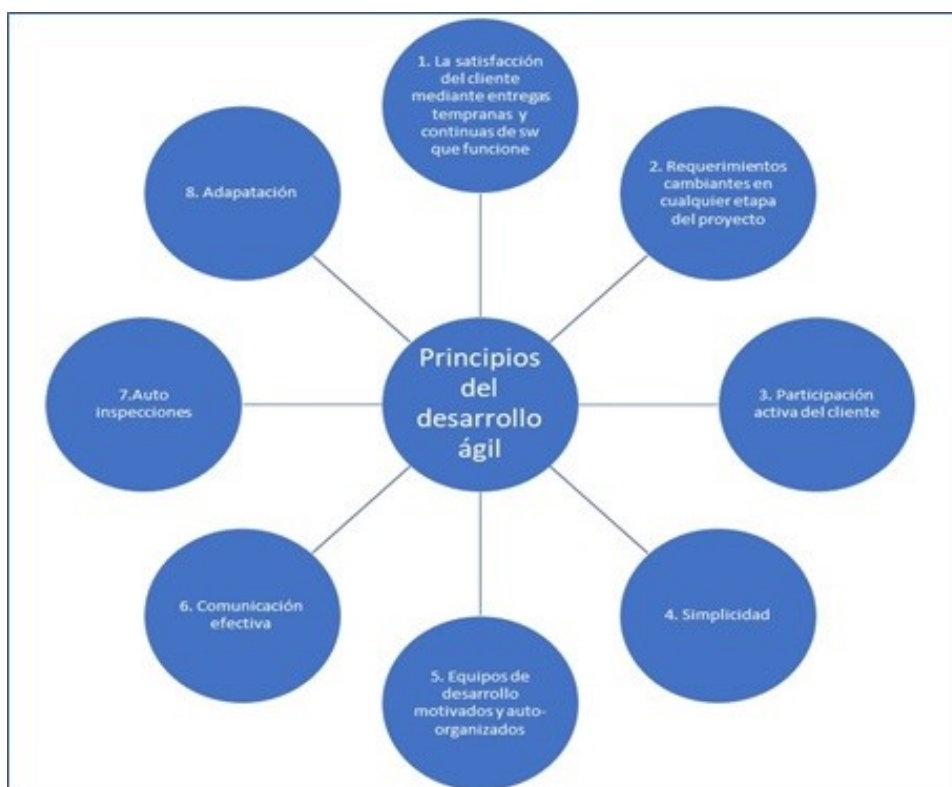 1. La satisfacción
del cliente
mediante entregas
tempranas y
continuas de sw
que funcione
2. Requerimientos
cambiantes en
cualquier etapa
del proyecto
3. Participación
activa del cliente
4. Simplicidad
5. Equipos de
desarrollo
motivados y auto-
organizados
6. Comunicación
efectiva
7.Auto
inspecciones
8. Adapatación
Principios
del
desarrollo
ágil